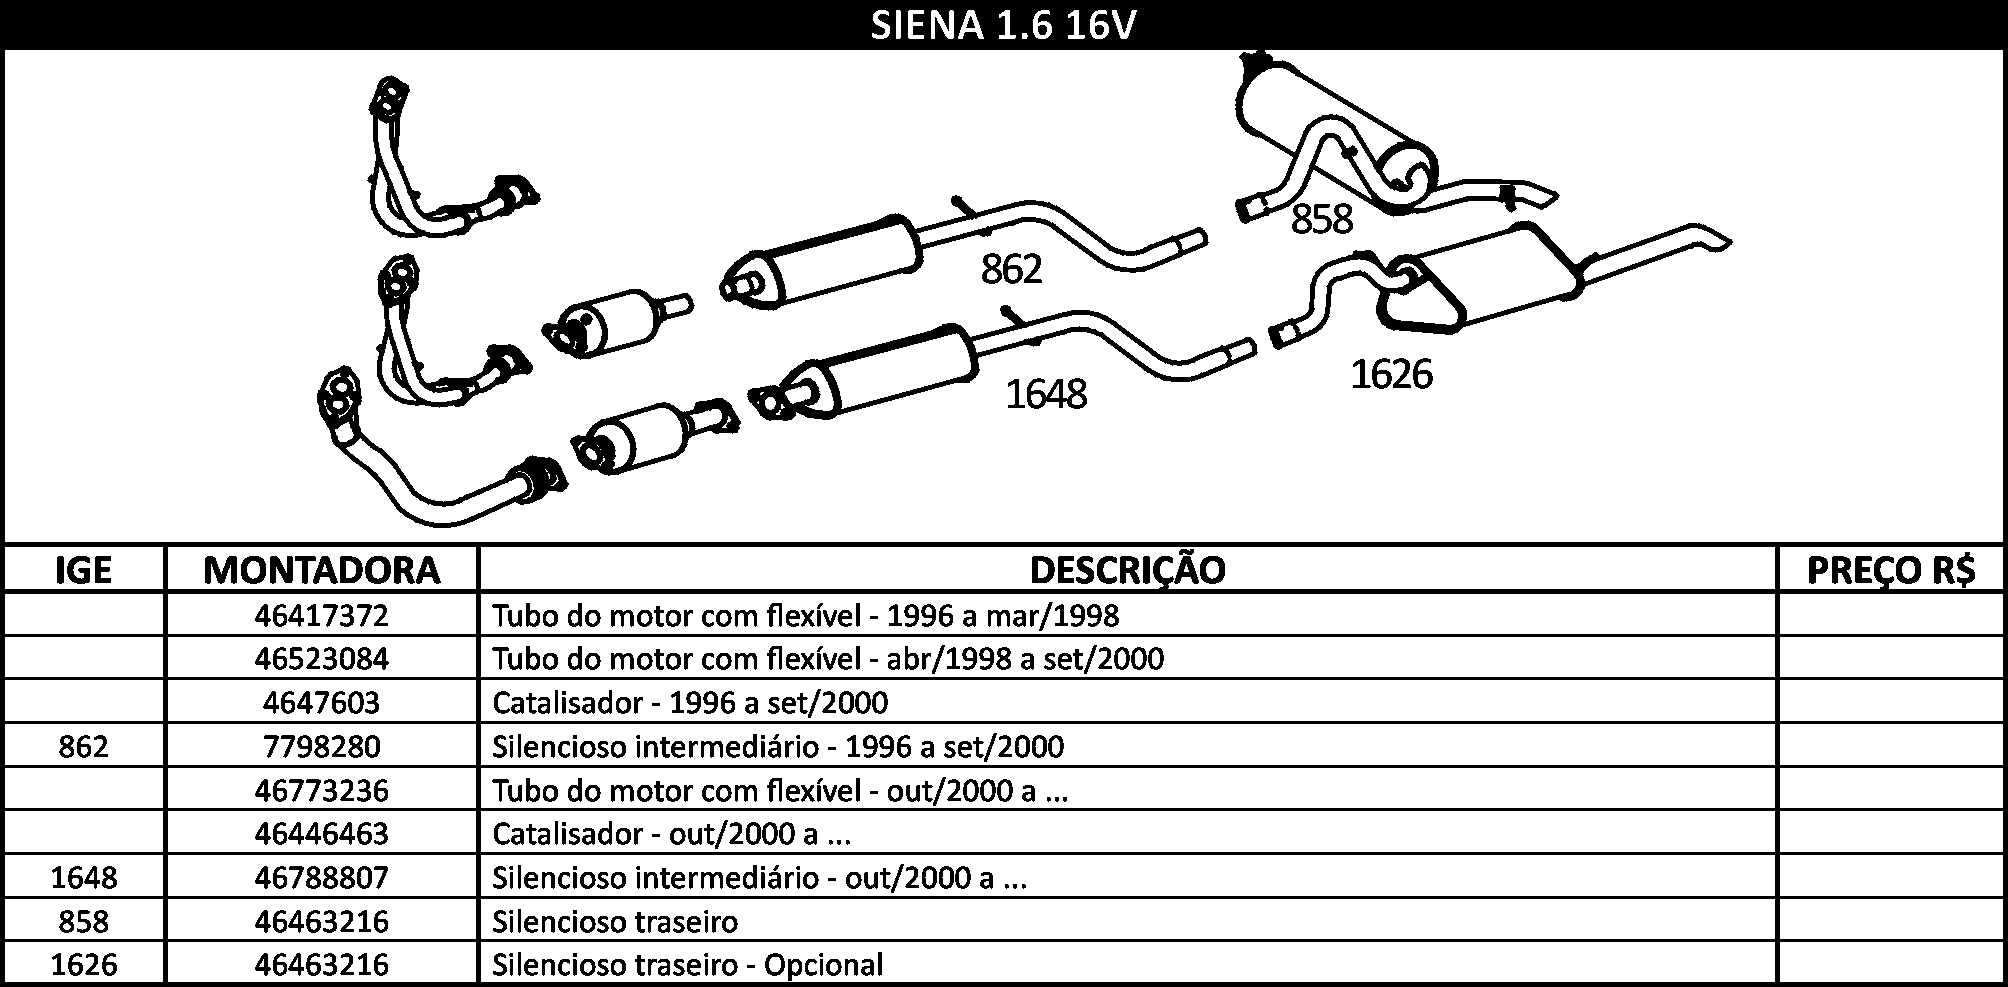 SIENA 1.6 16V
858
862
1626
1648
IGE MONTADORA DESCRIÇÃO PREÇO R$
46417372 Tubo do motor com flexível - 1996 a mar/1998
46523084 Tubo do motor com flexível - abr/1998 a set/2000
4647603 Catalisador - 1996 a set/2000
862 7798280 Silencioso intermediário - 1996 a set/2000
46773236 Tubo do motor com flexível - out/2000 a ...
46446463 Catalisador - out/2000 a ...
1648 46788807 Silencioso intermediário - out/2000 a ...
858 46463216 Silencioso traseiro
1626 46463216 Silencioso traseiro - Opcional